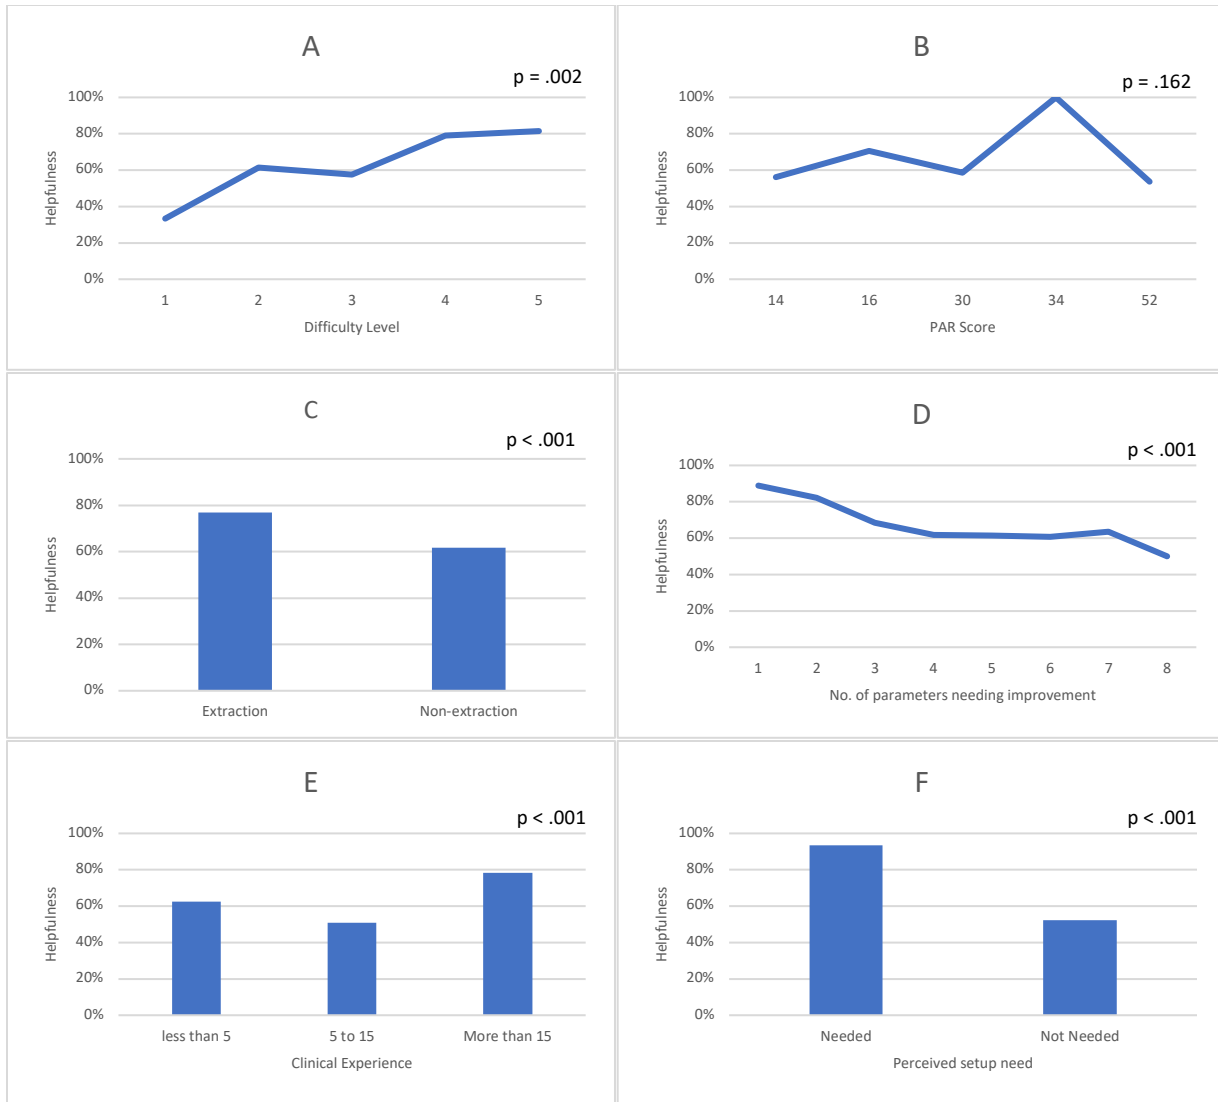 A
p = .002
100%
80%
60%
40%
20%
0%
Helpfulness
1 2 3 4 5
Difficulty Level
B
p = .162
100%
80%
60%
40%
20%
0%
Helpfulness
14 16 30 34 52
PAR Score
C
p < .001
100%
80%
60%
40%
20%
0%
Helpfulness
Extraction Non-extraction
D
p < .001
100%
80%
60%
40%
20%
0%
Helpfulness
1 2 3 4 5 6 7 8
No. of parameters needing improvement
E
p < .001
100%
80%
60%
40%
20%
0%
Helpfulness
less than 5 5 to 15 More than 15
Clinical Experience
F
p < .001
100%
80%
60%
40%
20%
0%
Helpfulness
Needed Not Needed
Perceived setup need